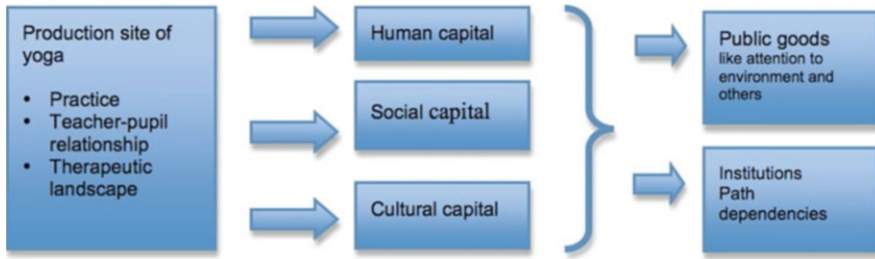 Production site of
yoga
• Practice
• Teacher-pupil
relationship
• Therapeutic
landscape
Human capital
Social capital
Cultural capital
Public goods
like attention to
environment and
others
Institutions
Path
dependencies